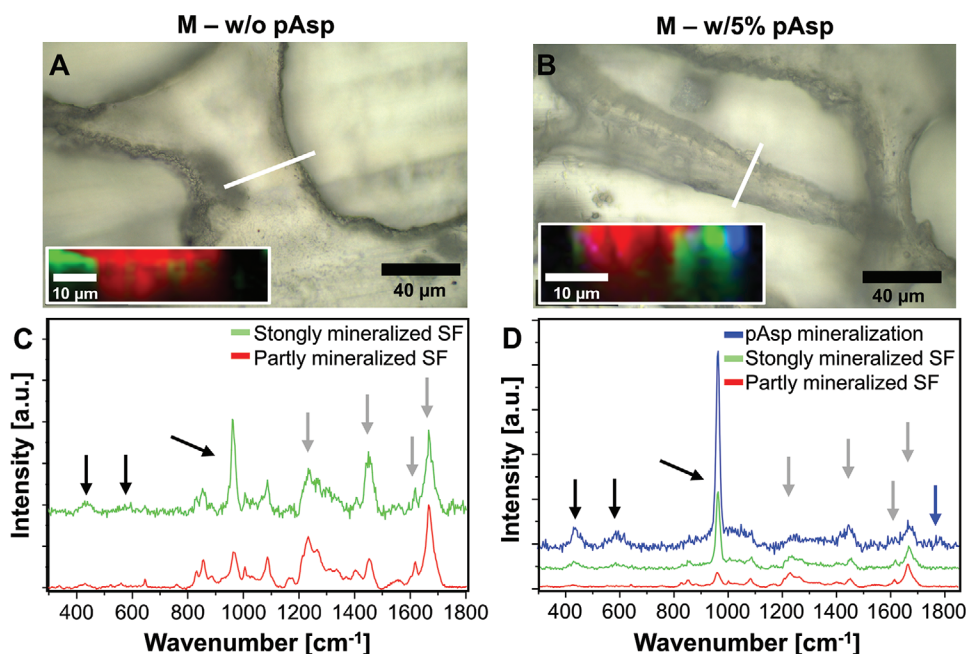 M – w/o pAsp
M – w/5% pAsp
A
10 µm
40 µm
B
10 µm
40 µm
C
Stongly mineralized SF
Partly mineralized SF
Intensity [a.u.]
400 600 800 1000 1200 1400 1600 1800
Wavenumber [cm⁻¹]
D
pAsp mineralization
Stongly mineralized SF
Partly mineralized SF
Intensity [a.u.]
400 600 800 1000 1200 1400 1600 1800
Wavenumber [cm⁻¹]